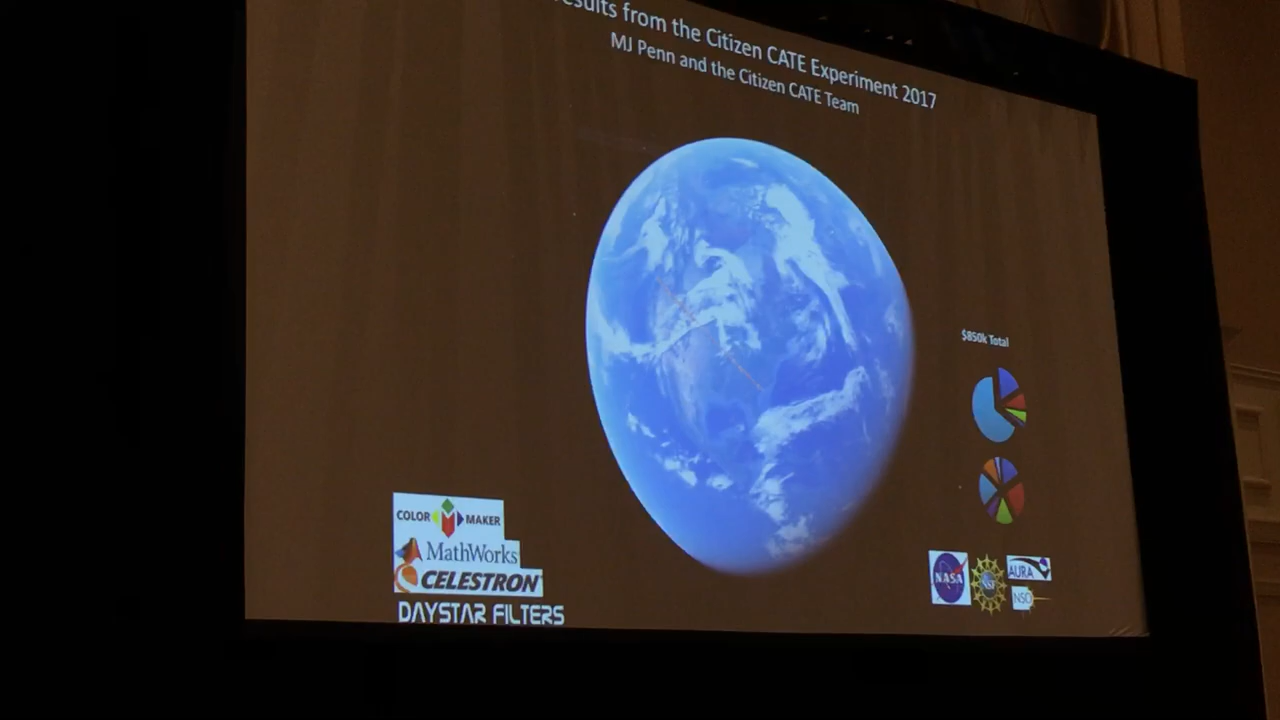 from the Citizen CATE Experiment 2017
MJ Penn and the Citizen CATE Team
$850k Total
COLOR MAKER
MathWorks
CELESTRON
DAYSTAR FILTERS
NASA
NSF
AURA
NSO